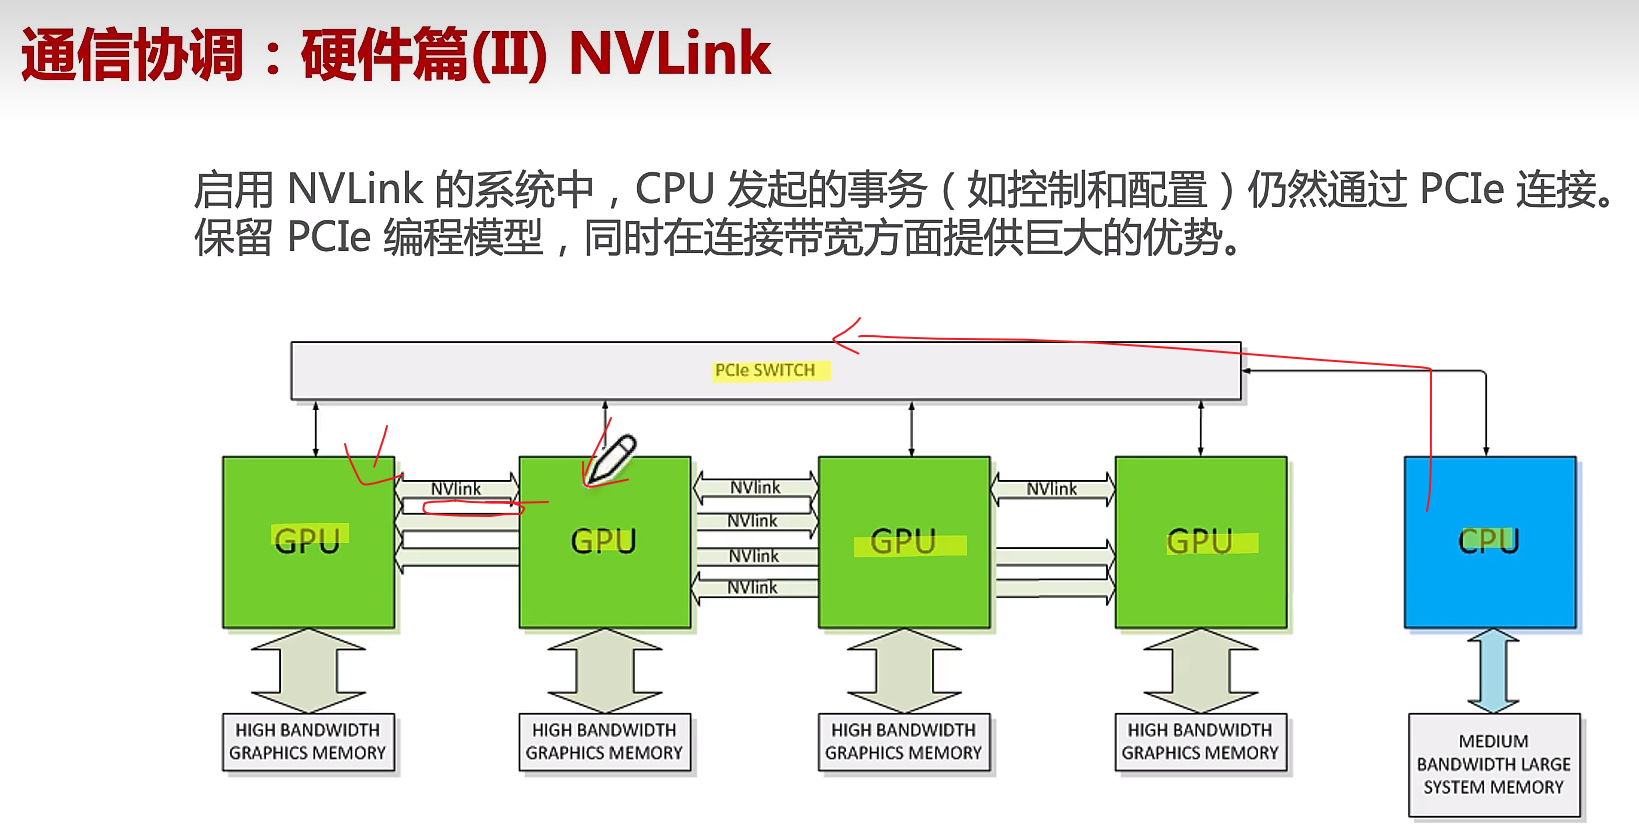 通信协调：硬件篇(II) NVLink
启用 NVLink 的系统中，CPU 发起的事务（如控制和配置）仍然通过 PCIe 连接。
保留 PCIe 编程模型，同时在连接带宽方面提供巨大的优势。
PCIe SWITCH
NVlink
NVlink
NVlink
NVlink
NVlink
NVlink
GPU
GPU
GPU
GPU
CPU
HIGH BANDWIDTH
GRAPHICS MEMORY
HIGH BANDWIDTH
GRAPHICS MEMORY
HIGH BANDWIDTH
GRAPHICS MEMORY
HIGH BANDWIDTH
GRAPHICS MEMORY
MEDIUM
BANDWIDTH LARGE
SYSTEM MEMORY